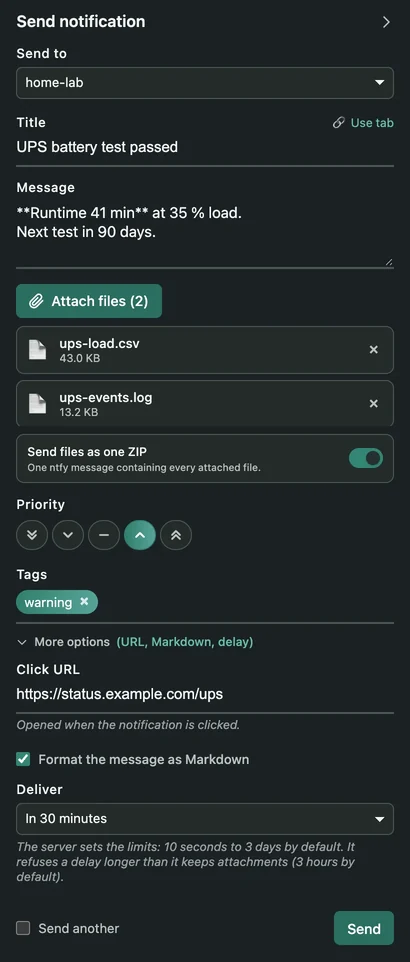 Send notification
Send to
home-lab
Title
Use tab
UPS battery test passed
Message
**Runtime 41 min** at 35 % load.
Next test in 90 days.
Attach files (2)
ups-load.csv
43.0 KB
ups-events.log
13.2 KB
Send files as one ZIP
One ntfy message containing every attached file.
Priority
Tags
warning
More options (URL, Markdown, delay)
Click URL
https://status.example.com/ups
Opened when the notification is clicked.
Format the message as Markdown
Deliver
In 30 minutes
The server sets the limits: 10 seconds to 3 days by default. It
refuses a delay longer than it keeps attachments (3 hours by
default).
Send another
Send